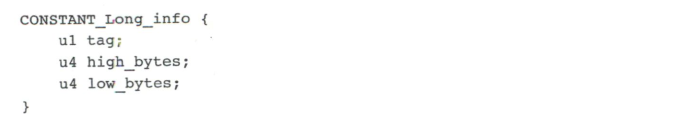 CONSTANT_Long_info {
    u1 tag;
    u4 high_bytes;
    u4 low_bytes;
}